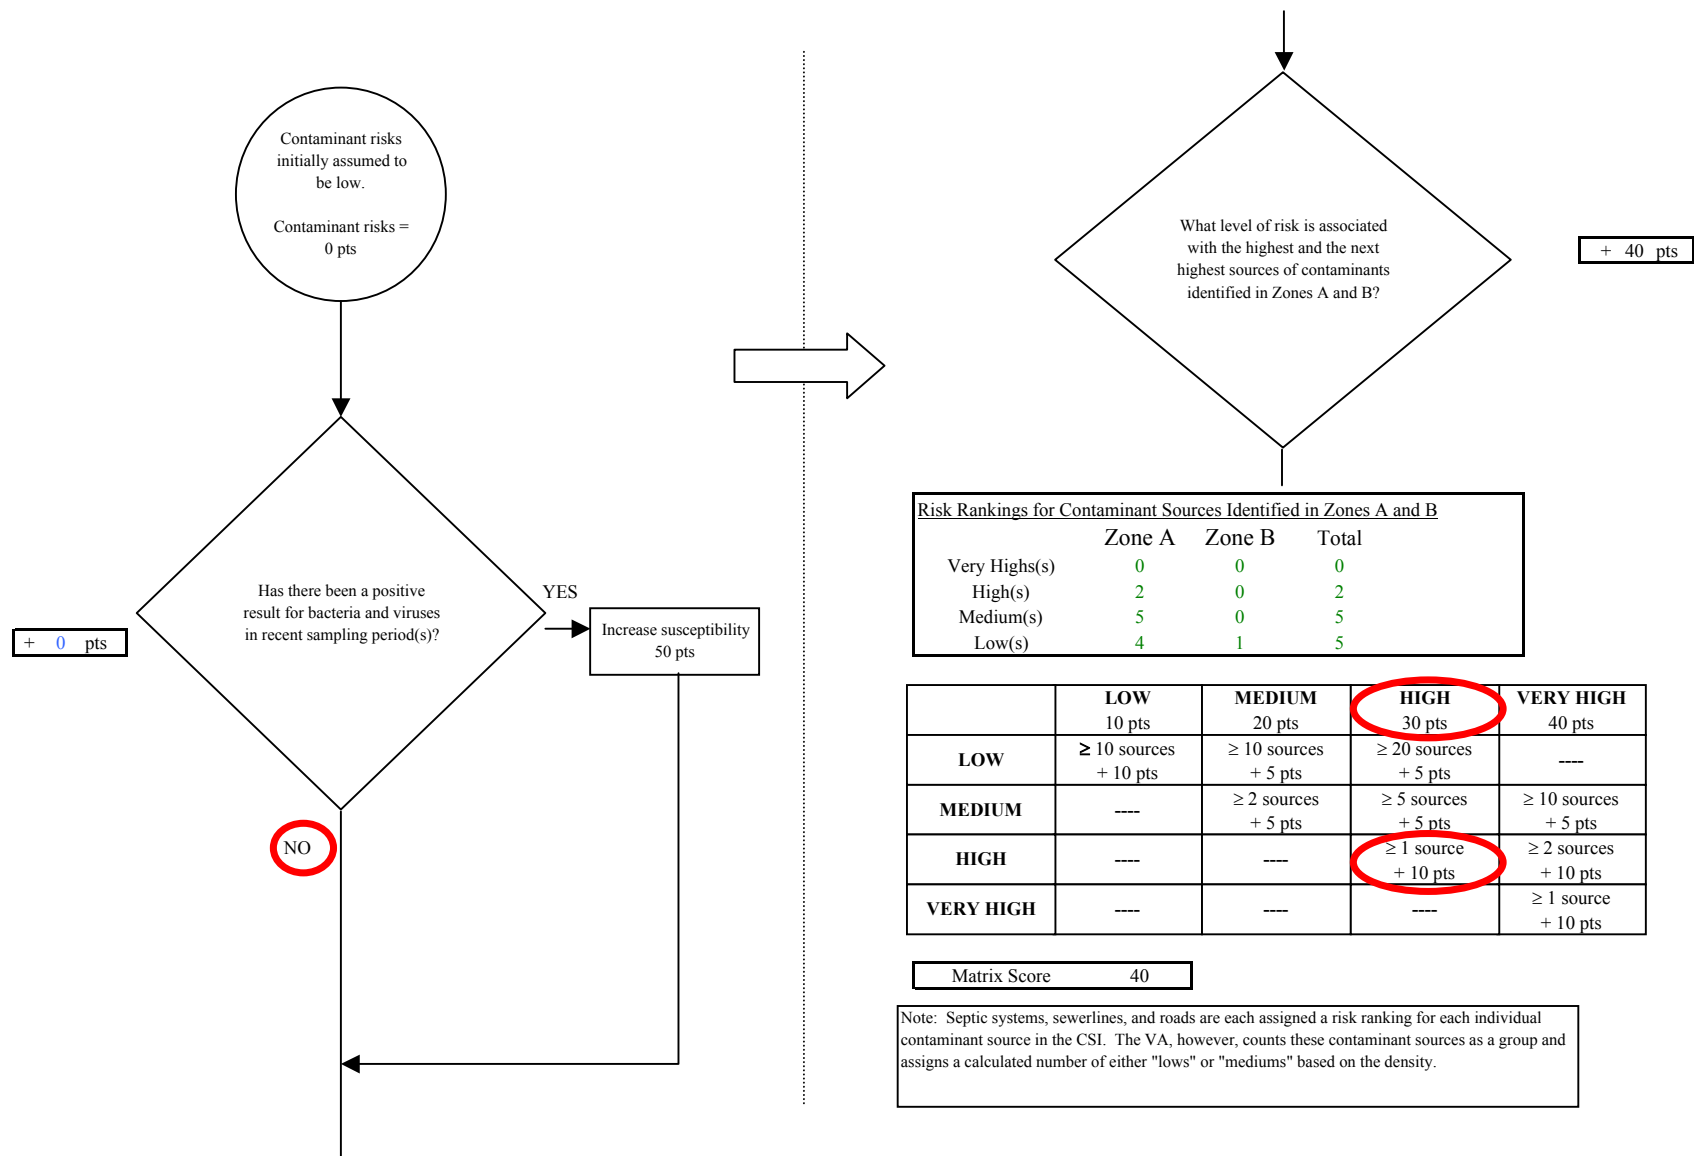 Contaminant risks
initially assumed to
be low.
Contaminant risks =
0 pts
Has there been a positive
result for bacteria and viruses
in recent sampling period(s)?
+ 0 pts
YES
Increase susceptibility
50 pts
NO
What level of risk is associated
with the highest and the next
highest sources of contaminants
identified in Zones A and B?
+ 40 pts
Risk Rankings for Contaminant Sources Identified in Zones A and B
Zone A Zone B Total
Very Highs(s) 0 0 0
High(s) 2 0 2
Medium(s) 5 0 5
Low(s) 4 1 5
LOW MEDIUM HIGH VERY HIGH
10 pts 20 pts 30 pts 40 pts
LOW ≥ 10 sources ≥ 10 sources ≥ 20 sources ----
+ 10 pts + 5 pts + 5 pts
MEDIUM ---- ≥ 2 sources ≥ 5 sources ≥ 10 sources
+ 5 pts + 5 pts + 5 pts
HIGH ---- ---- ≥ 1 source ≥ 2 sources
+ 10 pts + 10 pts
VERY HIGH ---- ---- ---- ≥ 1 source
+ 10 pts
Matrix Score 40
Note: Septic systems, sewerlines, and roads are each assigned a risk ranking for each individual
contaminant source in the CSI. The VA, however, counts these contaminant sources as a group and
assigns a calculated number of either "lows" or "mediums" based on the density.